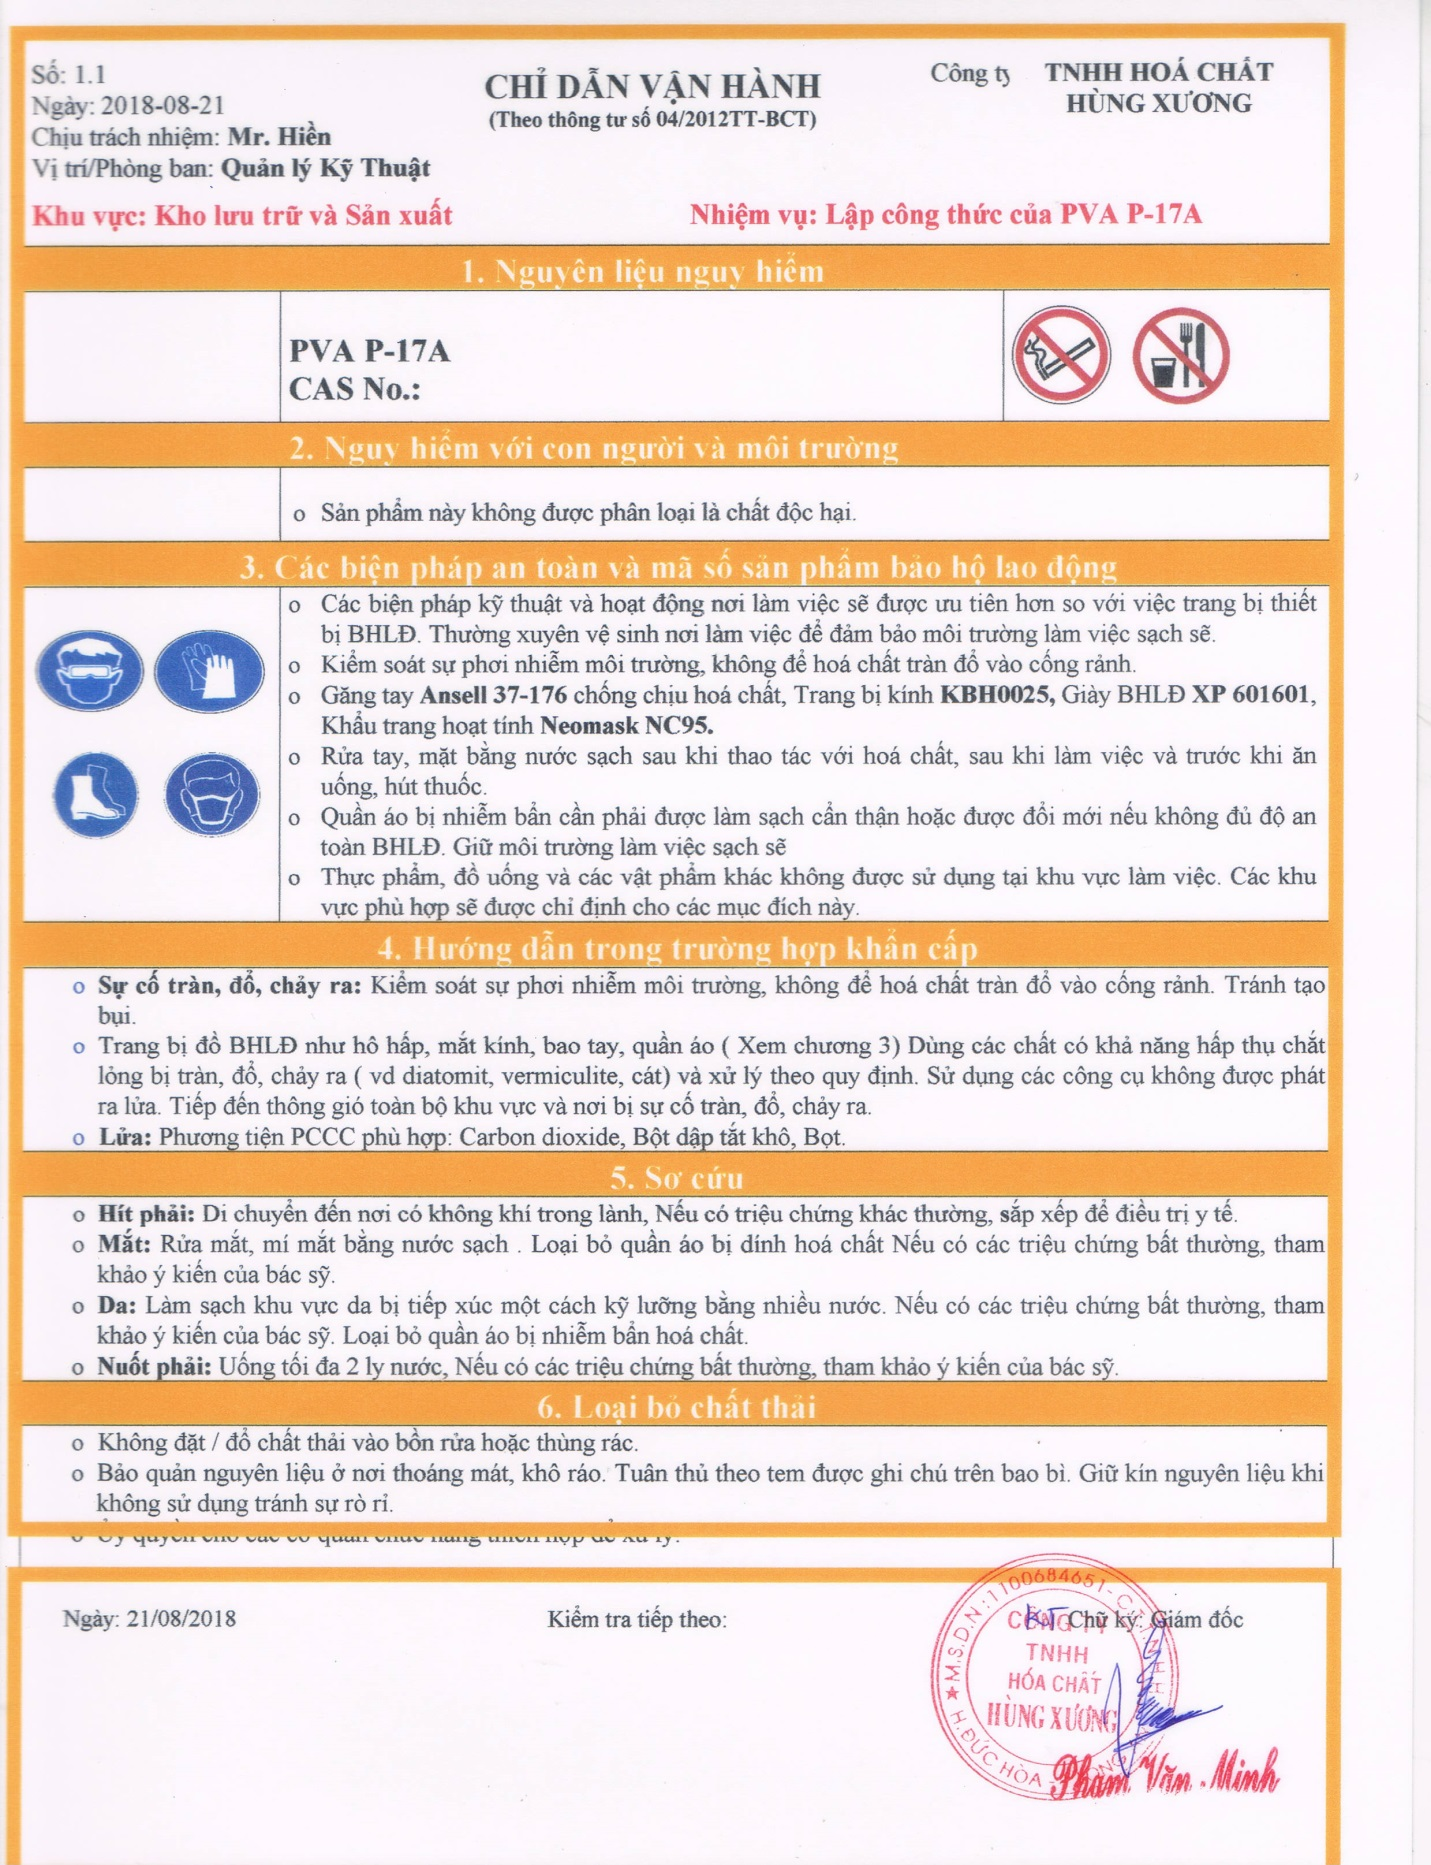 Số: 1.1
Ngày: 2018-08-21
Chịu trách nhiệm: Mr. Hiền
Vị trí/Phòng ban: Quản lý Kỹ Thuật
CHỈ DẪN VẬN HÀNH
(Theo thông tư số 04/2012TT-BCT)
Công ty TNHH HOÁ CHẤT
HÙNG XƯƠNG
Khu vực: Kho lưu trữ và Sản xuất
Nhiệm vụ: Lập công thức của PVA P-17A
1. Nguyên liệu nguy hiểm
PVA P-17A
CAS No.:
2. Nguy hiểm với con người và môi trường
o Sản phẩm này không được phân loại là chất độc hại.
3. Các biện pháp an toàn và mã số sản phẩm bảo hộ lao động
o Các biện pháp kỹ thuật và hoạt động nơi làm việc sẽ được ưu tiên hơn so với việc trang bị thiết
bị BHLĐ. Thường xuyên vệ sinh nơi làm việc để đảm bảo môi trường làm việc sạch sẽ.
o Kiểm soát sự phơi nhiễm môi trường, không để hoá chất tràn đổ vào cống rảnh.
o Găng tay Ansell 37-176 chống chịu hoá chất, Trang bị kính KBH0025, Giày BHLĐ XP 601601,
Khẩu trang hoạt tính Neomask NC95.
o Rửa tay, mặt bằng nước sạch sau khi thao tác với hoá chất, sau khi làm việc và trước khi ăn
uống, hút thuốc.
o Quần áo bị nhiễm bẩn cần phải được làm sạch cẩn thận hoặc được đổi mới nếu không đủ độ an
toàn BHLĐ. Giữ môi trường làm việc sạch sẽ
o Thực phẩm, đồ uống và các vật phẩm khác không được sử dụng tại khu vực làm việc. Các khu
vực phù hợp sẽ được chỉ định cho các mục đích này.
4. Hướng dẫn trong trường hợp khẩn cấp
o Sự cố tràn, đổ, chảy ra: Kiểm soát sự phơi nhiễm môi trường, không để hoá chất tràn đổ vào cống rảnh. Tránh tạo
bụi.
o Trang bị đồ BHLĐ như hô hấp, mắt kính, bao tay, quần áo ( Xem chương 3) Dùng các chất có khả năng hấp thụ chắt
lỏng bị tràn, đổ, chảy ra ( vd diatomit, vermiculite, cát) và xử lý theo quy định. Sử dụng các công cụ không được phát
ra lửa. Tiếp đến thông gió toàn bộ khu vực và nơi bị sự cố tràn, đổ, chảy ra.
o Lửa: Phương tiện PCCC phù hợp: Carbon dioxide, Bột dập tắt khô, Bọt.
5. Sơ cứu
o Hít phải: Di chuyển đến nơi có không khí trong lành, Nếu có triệu chứng khác thường, sắp xếp để điều trị y tế.
o Mắt: Rửa mắt, mí mắt bằng nước sạch . Loại bỏ quần áo bị dính hoá chất Nếu có các triệu chứng bất thường, tham
khảo ý kiến của bác sỹ.
o Da: Làm sạch khu vực da bị tiếp xúc một cách kỹ lưỡng bằng nhiều nước. Nếu có các triệu chứng bất thường, tham
khảo ý kiến của bác sỹ. Loại bỏ quần áo bị nhiễm bẩn hoá chất.
o Nuốt phải: Uống tối đa 2 ly nước, Nếu có các triệu chứng bất thường, tham khảo ý kiến của bác sỹ.
6. Loại bỏ chất thải
o Không đặt / đổ chất thải vào bồn rửa hoặc thùng rác.
o Bảo quản nguyên liệu ở nơi thoáng mát, khô ráo. Tuân thủ theo tem được ghi chú trên bao bì. Giữ kín nguyên liệu khi
không sử dụng tránh sự rò rỉ.
o Ủy quyền cho các cơ quan chức năng thích hợp để xử lý.
Ngày: 21/08/2018
Kiểm tra tiếp theo:
KT Chữ ký: Giám đốc
M.S.D.N:1100684651-C.T.
CÔNG TY
TNHH
HÓA CHẤT
HÙNG XƯƠNG
H.ĐỨC HÒA
Phạm Văn Minh